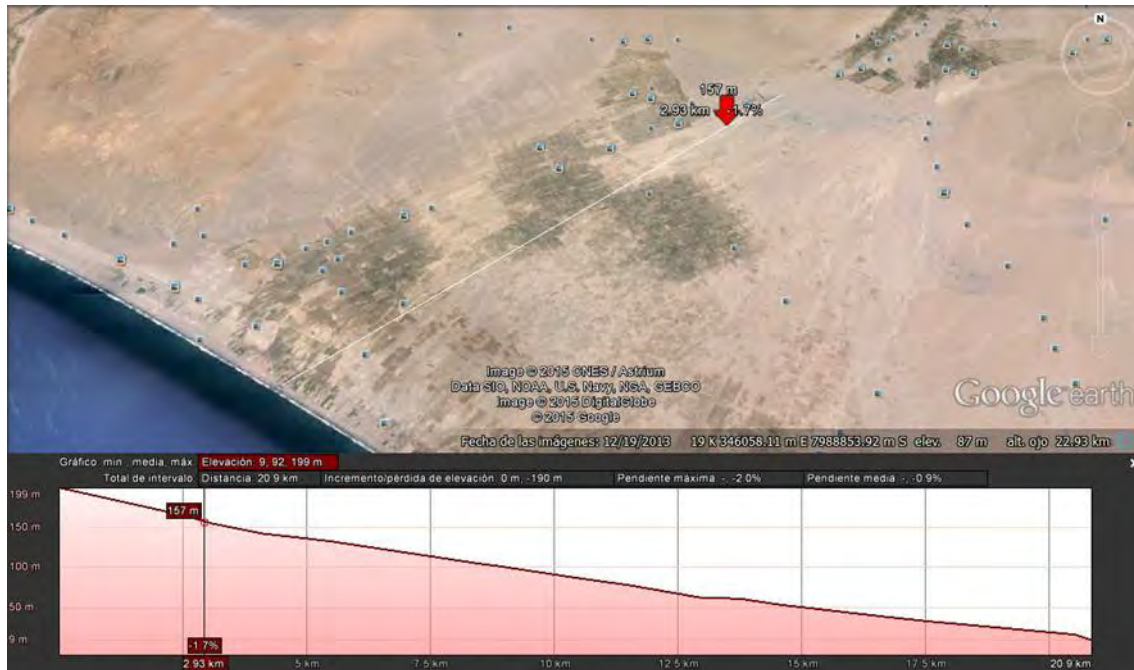 N
157 m
2.93 km -1.7%
Image © 2015 CNES / Astrium
Data SIO, NOAA, U.S. Navy, NGA, GEBCO
Image © 2015 DigitalGlobe
© 2015 Google
Google earth
Fecha de las imágenes: 12/19/2013 19 K 346058.11 m E 7988853.92 m S elev. 87 m alt. ojo 22.93 km
Gráfico: mín., media, máx. Elevación: 9, 92, 199 m
Total de intervalo: Distancia: 20.9 km Incremento/pérdida de elevación: 0 m, -190 m Pendiente máxima: -, -2.0% Pendiente media: -, -0.9%
199 m
157 m
150 m
100 m
50 m
9 m
-1.7%
2.93 km 5 km 7.5 km 10 km 12.5 km 15 km 17.5 km 20.9 km